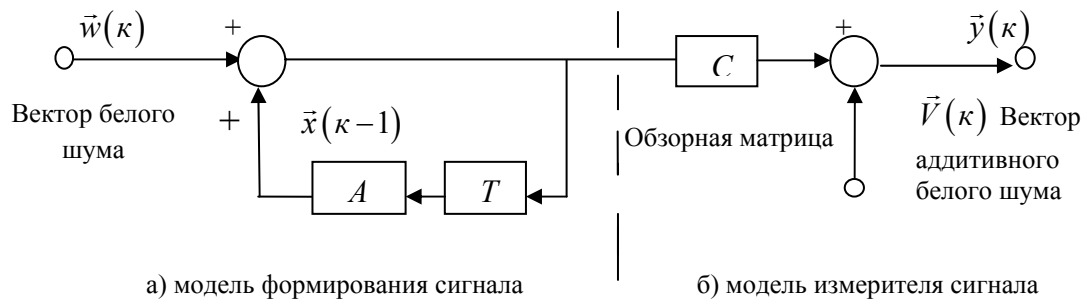 w⃗(κ)
+
+
x⃗(κ−1)
Вектор белого
шума
A
T
C
Обзорная матрица
+
y⃗(κ)
V⃗(κ) Вектор
аддитивного
белого шума
а) модель формирования сигнала
б) модель измерителя сигнала